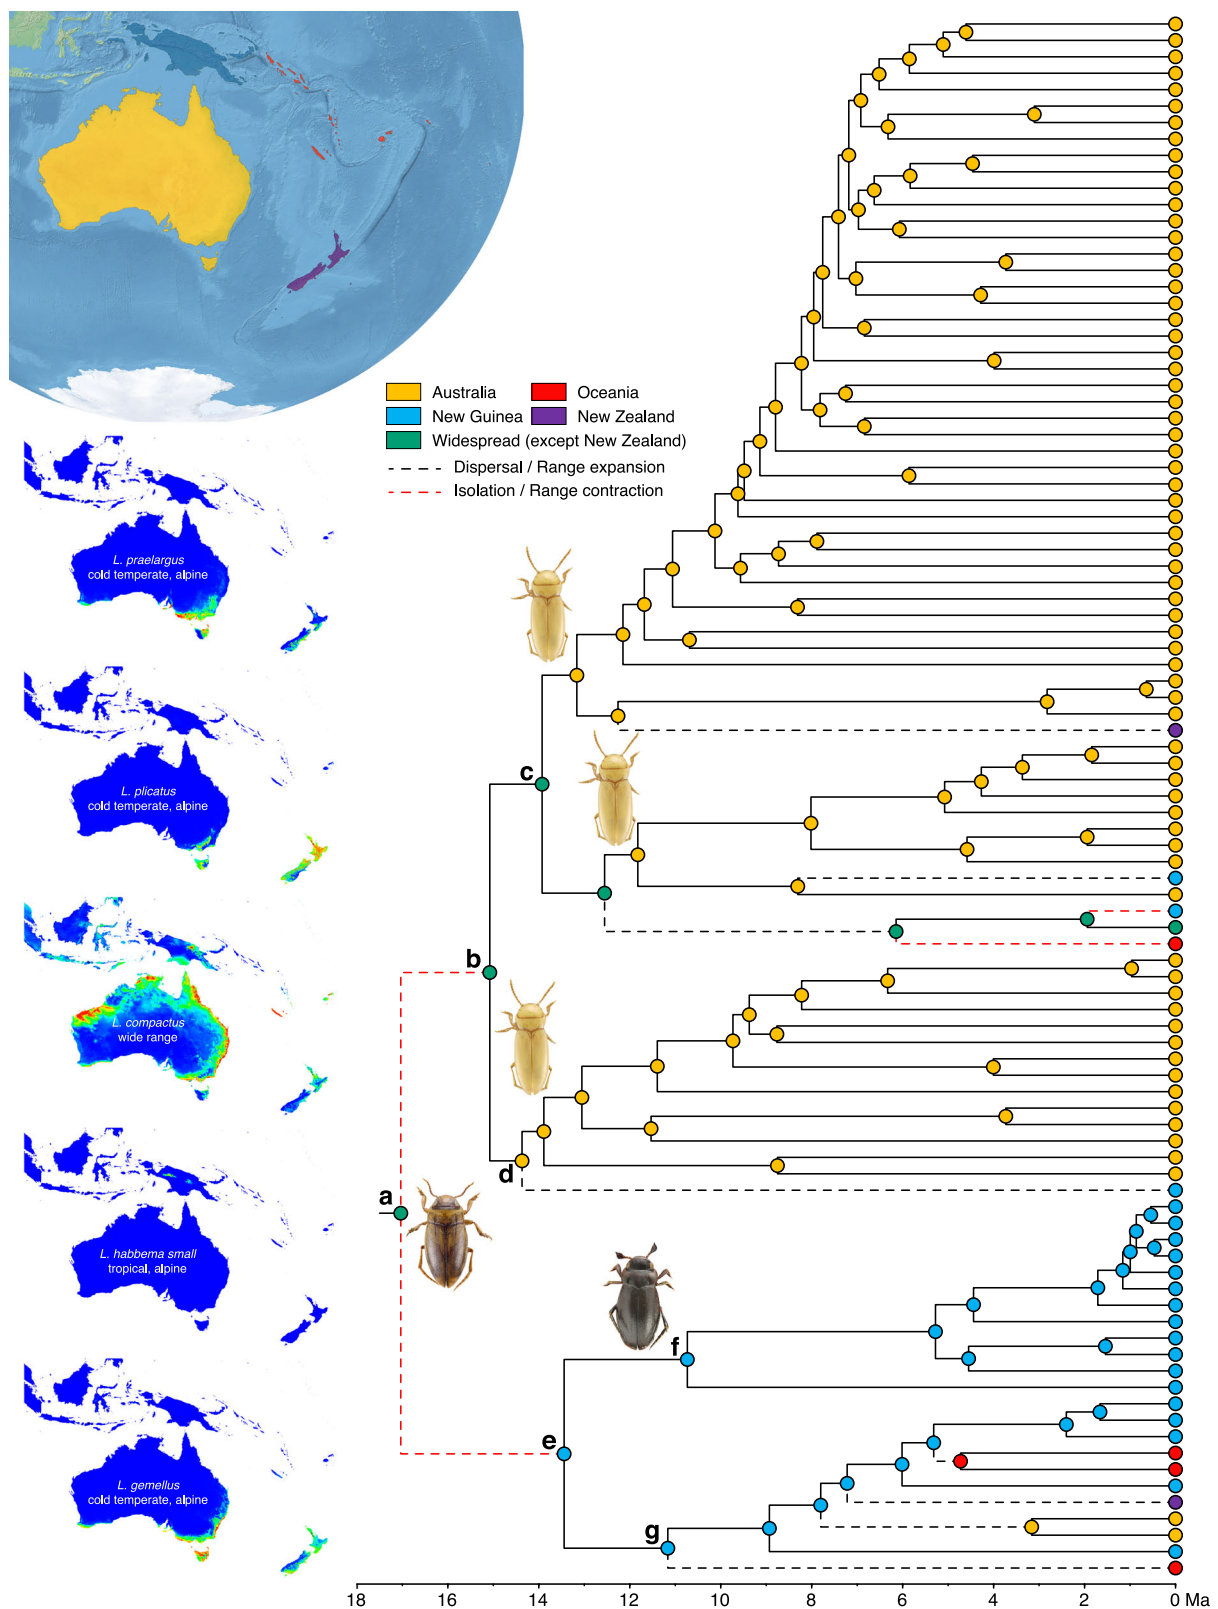 Australia
Oceania
New Guinea
New Zealand
Widespread (except New Zealand)
Dispersal / Range expansion
Isolation / Range contraction
L. praelargus
cold temperate, alpine
L. plicatus
cold temperate, alpine
L. compactus
wide range
L. habbema small
tropical, alpine
L. gemellus
cold temperate, alpine
c
b
d
a
f
e
g
18 16 14 12 10 8 6 4 2 0 Ma